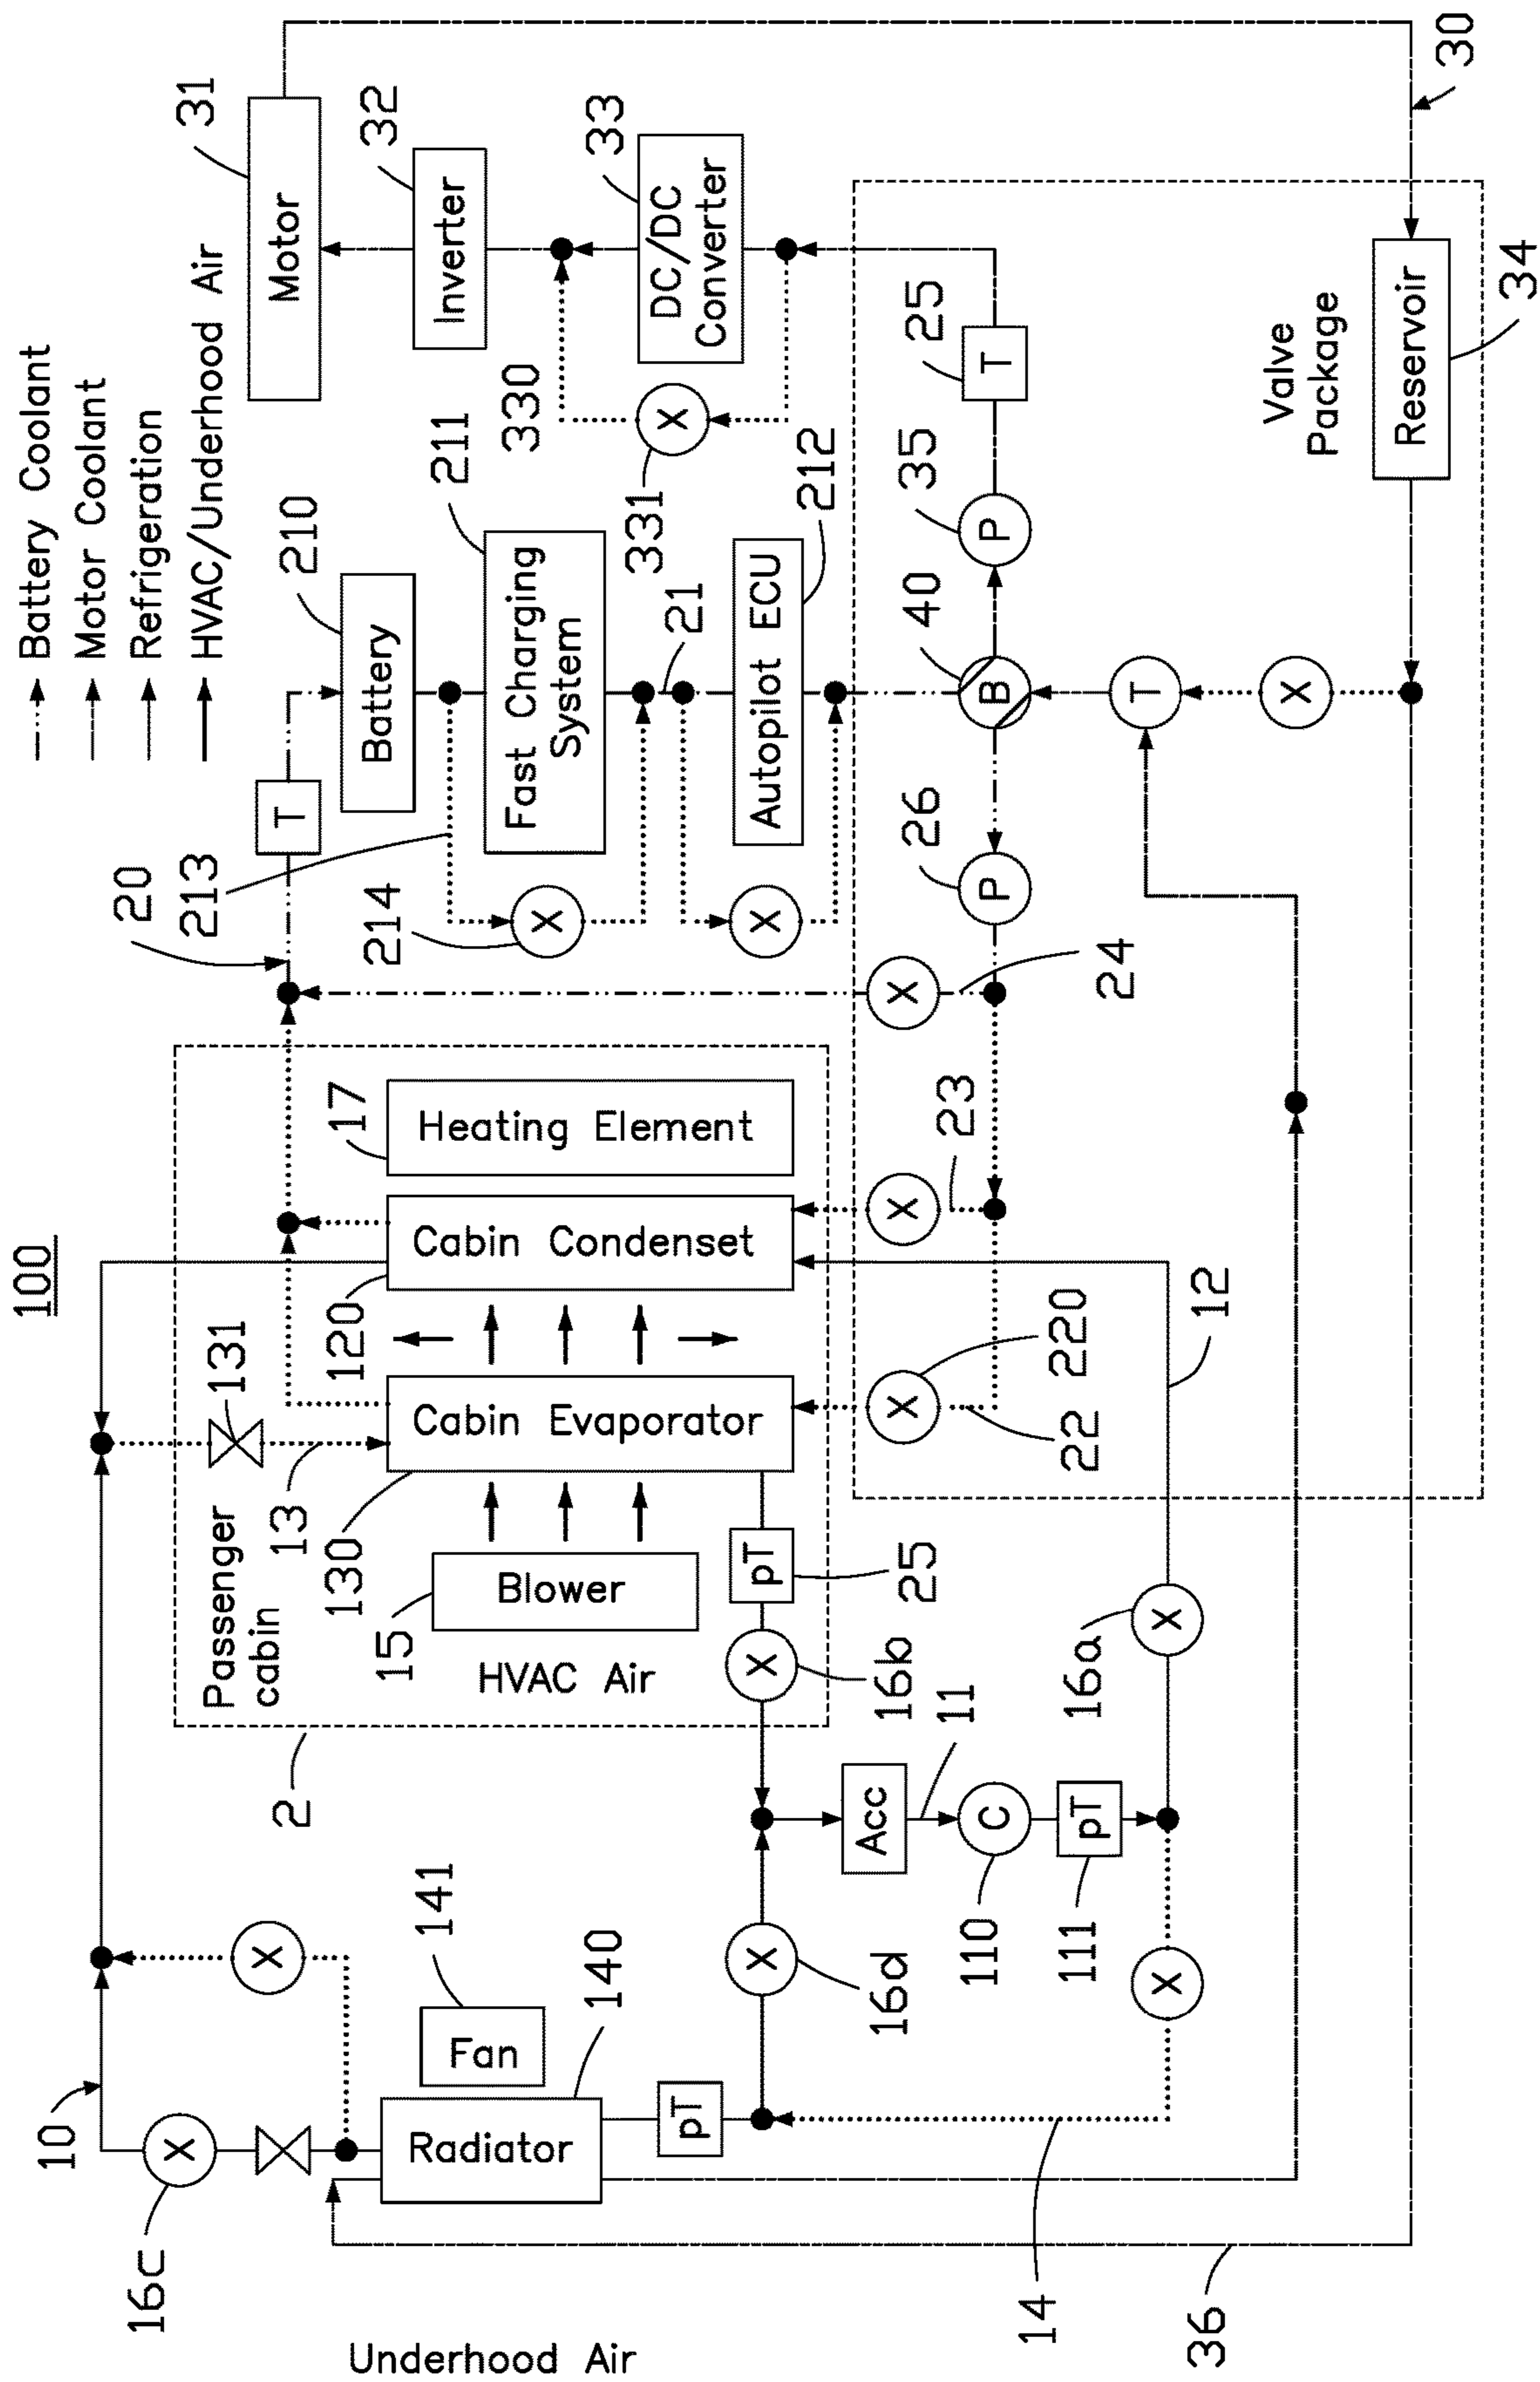 100
Battery Coolant
Motor Coolant
Refrigeration
HVAC/Underhood Air
10
16c
Underhood Air
Radiator
Fan
141
140
pT
36
14
16d
X
X
X
X
2
Passenger
cabin
131
13
130
15
Blower
HVAC Air
Cabin Evaporator
120
Cabin Condenset
17
Heating Element
pT
25
X
16b
Acc
11
C
110
pT
111
X
16a
12
X
220
22
X
23
X
24
20
213
214
T
Battery
210
Fast Charging
System
211
X
21
Autopilot ECU
212
X
P
26
B
40
P
35
T
25
T
X
Motor
31
Inverter
32
DC/DC
Converter
33
330
X
331
Valve
Package
Reservoir
34
30